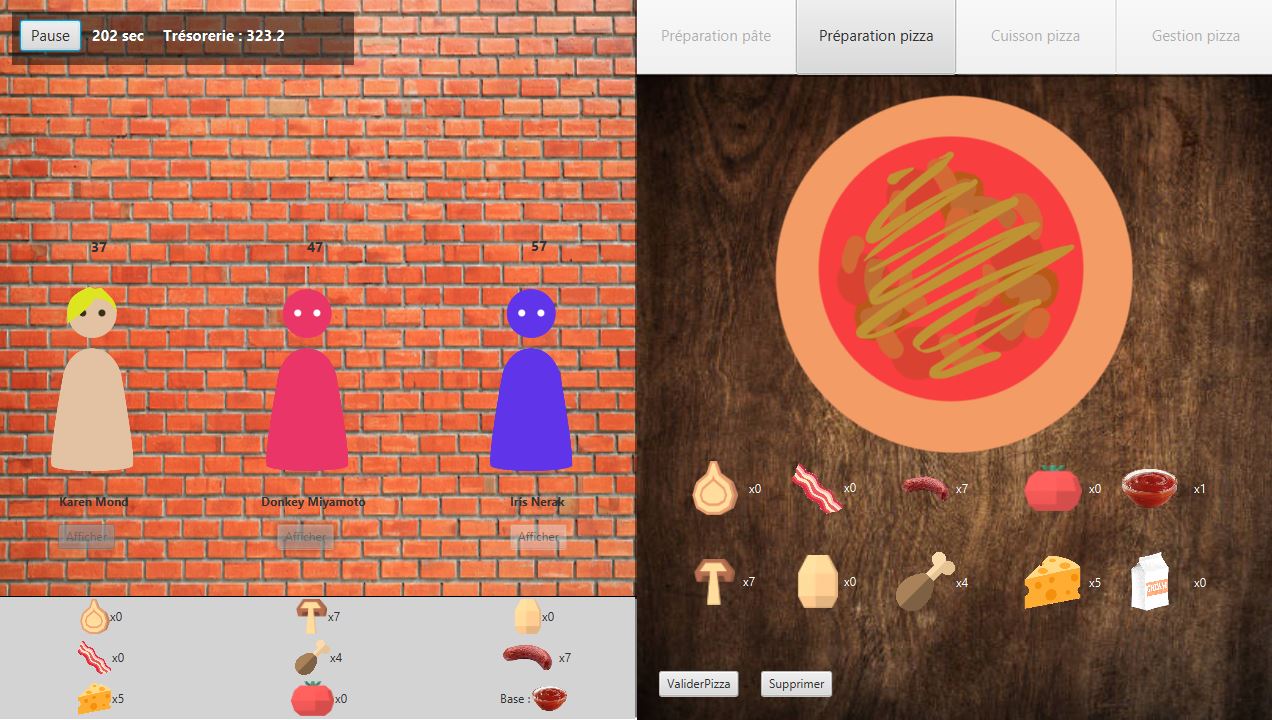 Pause 202 sec Trésorerie : 323.2
37 47 57
Karen Mond Donkey Miyamoto Iris Nerak
Afficher Afficher Afficher
x0 x7 x0
x0 x4 x7
x5 x0 Base :
Préparation pâte Préparation pizza Cuisson pizza Gestion pizza
x0 x0 x7 x0 x1
x7 x0 x4 x5 x0
ValiderPizza Supprimer